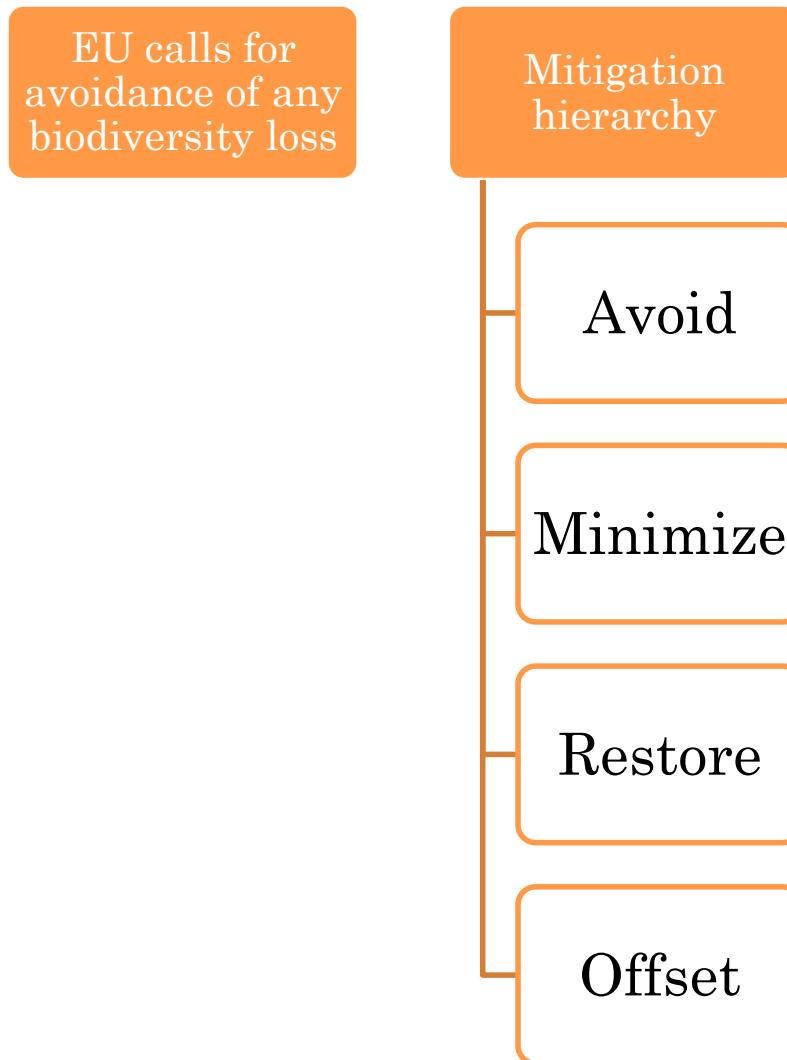 EU calls for
avoidance of any
biodiversity loss
Mitigation
hierarchy
Avoid
Minimize
Restore
Offset